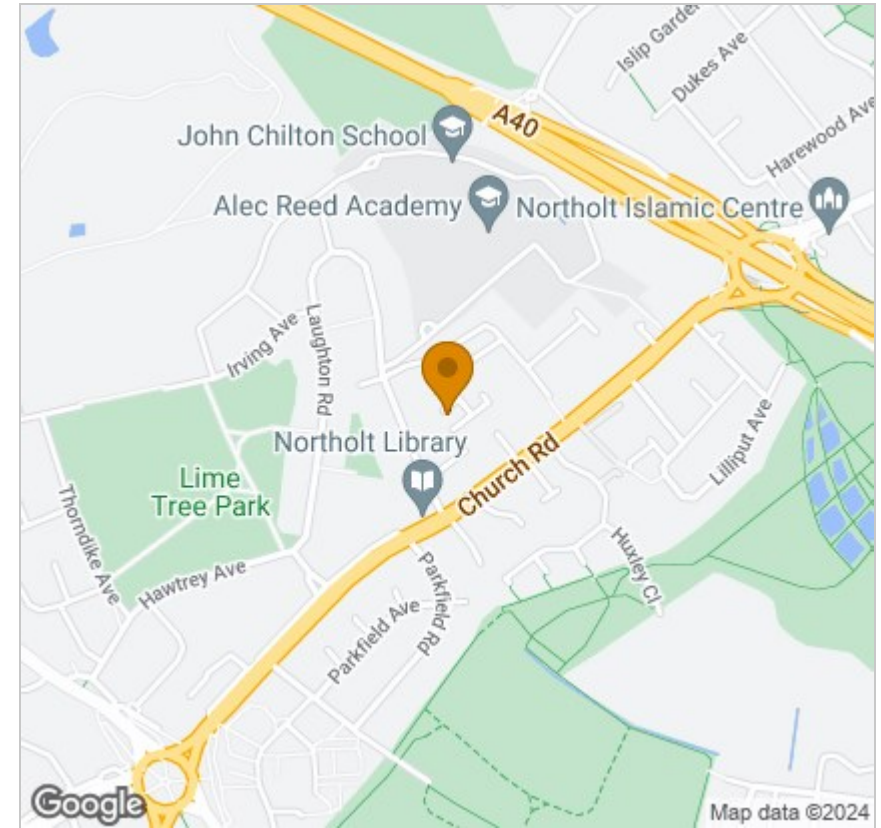 Islip Garden
Dukes Ave
A40
Harewood Ave
John Chilton School
Alec Reed Academy
Northolt Islamic Centre
Irving Ave
Laughton Rd
Northolt Library
Church Rd
Lilliput Ave
Lime
Tree Park
Thorndike Ave
Hawtrey Ave
Huxley Cl
Parkfield Rd
Parkfield Ave
Google
Map data ©2024